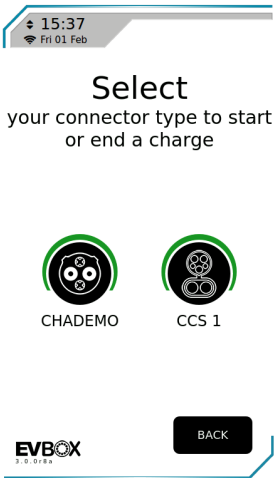 15:37
Fri 01 Feb
Select
your connector type to start
or end a charge
CHADEMO
CCS 1
BACK
EVBOX
3.0.0r8a